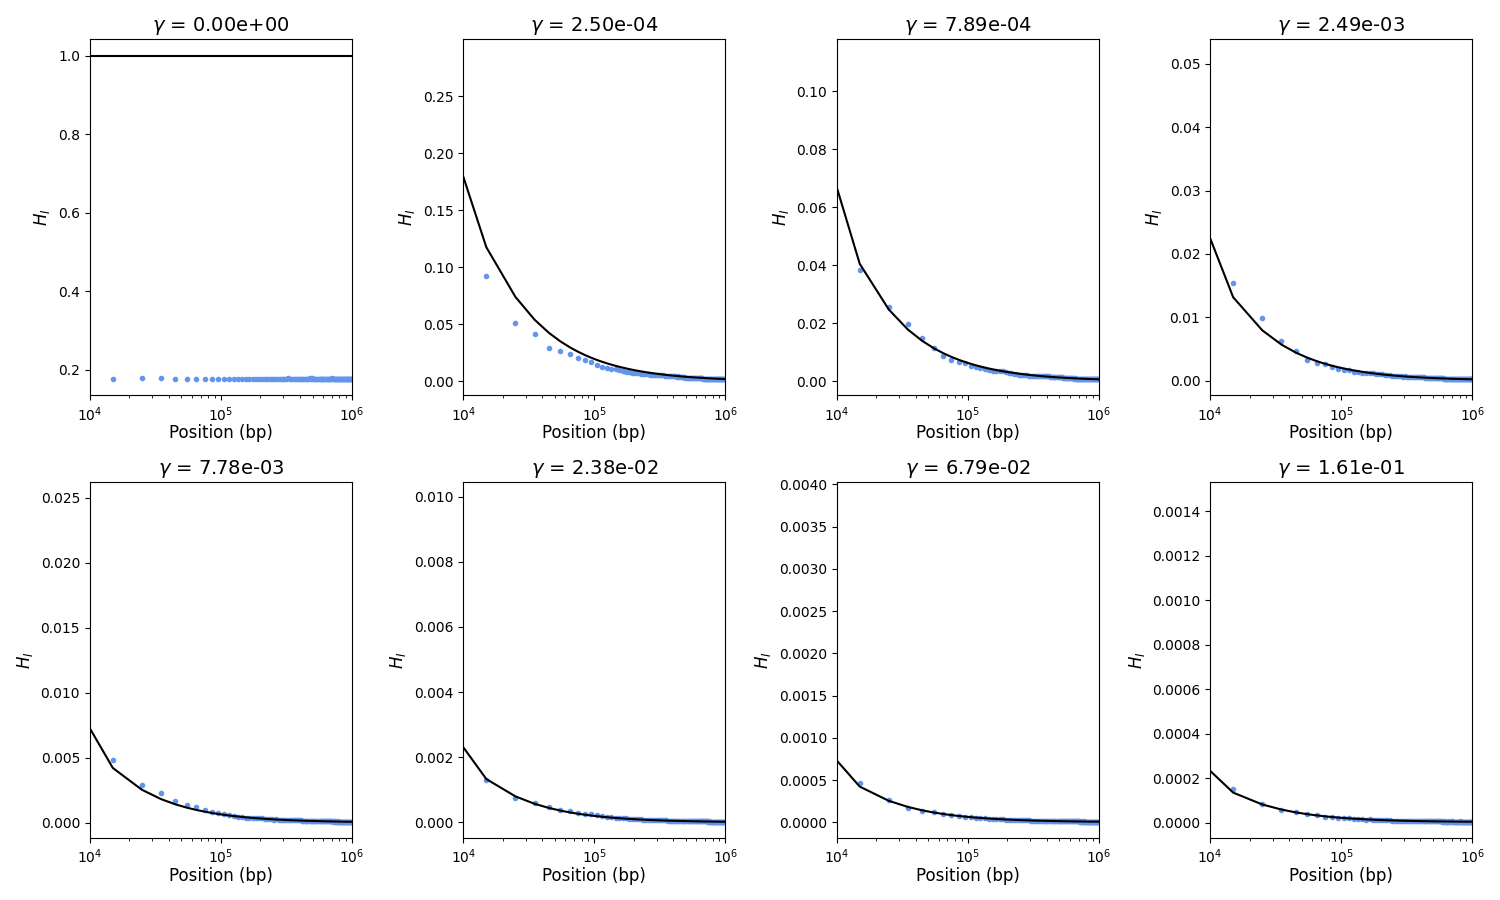 γ = 0.00e+00
1.0
0.8
0.6
0.4
0.2
H_l
10^4 10^5 10^6
Position (bp)
γ = 2.50e-04
0.25
0.20
0.15
0.10
0.05
0.00
H_l
10^4 10^5 10^6
Position (bp)
γ = 7.89e-04
0.10
0.08
0.06
0.04
0.02
0.00
H_l
10^4 10^5 10^6
Position (bp)
γ = 2.49e-03
0.05
0.04
0.03
0.02
0.01
0.00
H_l
10^4 10^5 10^6
Position (bp)
γ = 7.78e-03
0.025
0.020
0.015
0.010
0.005
0.000
H_l
10^4 10^5 10^6
Position (bp)
γ = 2.38e-02
0.010
0.008
0.006
0.004
0.002
0.000
H_l
10^4 10^5 10^6
Position (bp)
γ = 6.79e-02
0.0040
0.0035
0.0030
0.0025
0.0020
0.0015
0.0010
0.0005
0.0000
H_l
10^4 10^5 10^6
Position (bp)
γ = 1.61e-01
0.0014
0.0012
0.0010
0.0008
0.0006
0.0004
0.0002
0.0000
H_l
10^4 10^5 10^6
Position (bp)